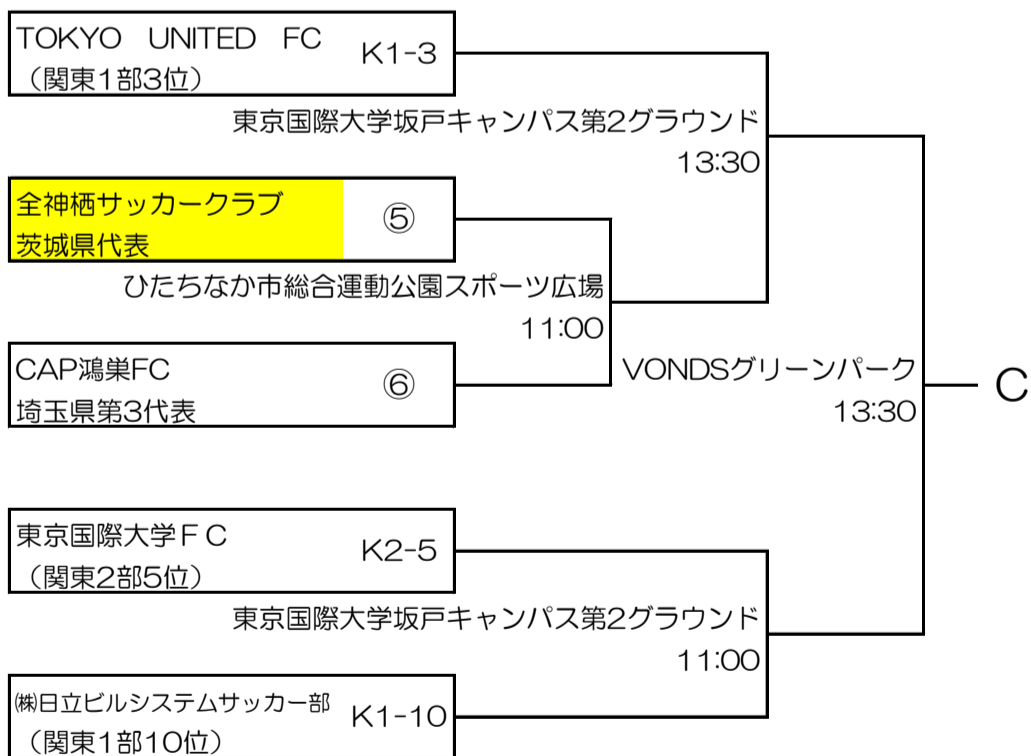 TOKYO　UNITED　FC
（関東1部3位）
K1-3
東京国際大学坂戸キャンパス第2グラウンド
13:30
全神栖サッカークラブ
茨城県代表
⑤
ひたちなか市総合運動公園スポーツ広場
11:00
CAP鴻巣FC
埼玉県第3代表
⑥
VONDSグリーンパーク
13:30
C
東京国際大学ＦＣ
（関東2部5位）
K2-5
東京国際大学坂戸キャンパス第2グラウンド
11:00
㈱日立ビルシステムサッカー部
（関東1部10位）
K1-10